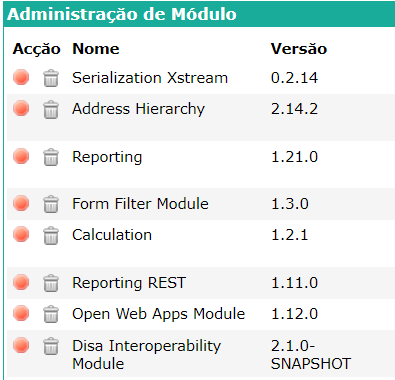 Administração de Módulo
Acção Nome Versão
Serialization Xstream 0.2.14
Address Hierarchy 2.14.2
Reporting 1.21.0
Form Filter Module 1.3.0
Calculation 1.2.1
Reporting REST 1.11.0
Open Web Apps Module 1.12.0
Disa Interoperability 2.1.0-
Module SNAPSHOT